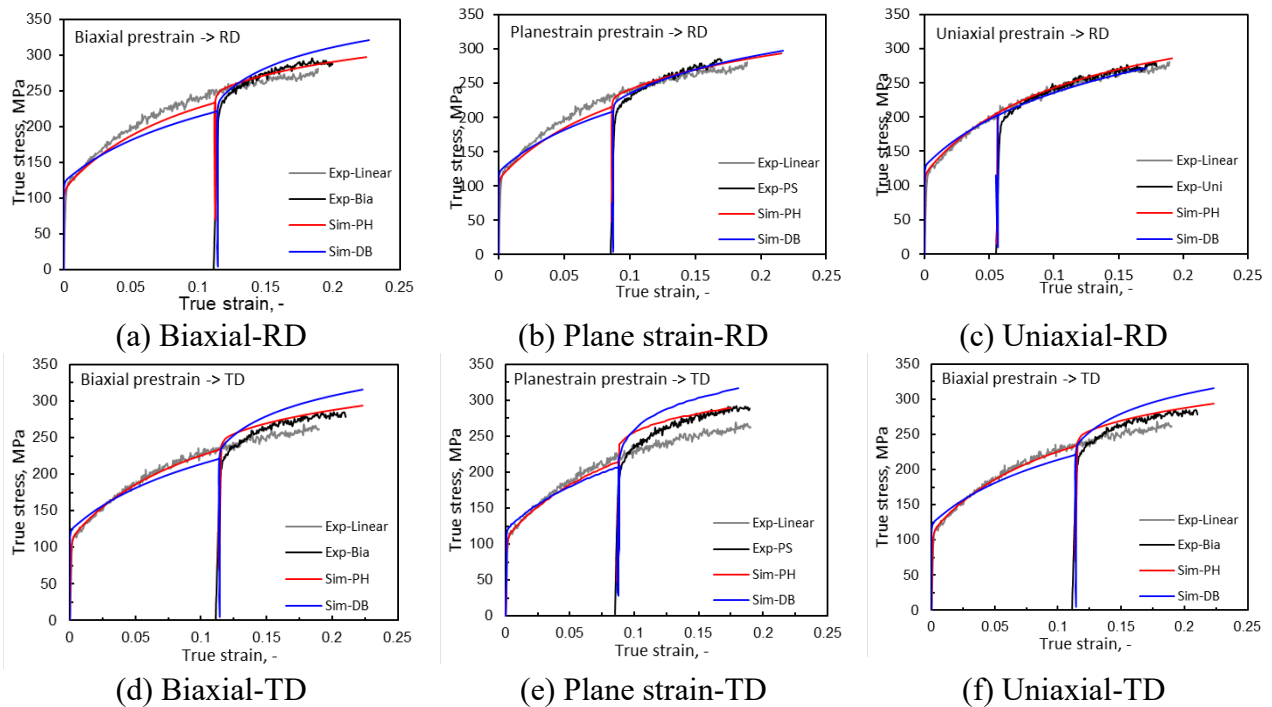 Biaxial prestrain -> RD
True stress, MPa
350
300
250
200
150
100
50
0
Exp-Linear
Exp-Bia
Sim-PH
Sim-DB
0 0.05 0.1 0.15 0.2 0.25
True strain, -
(a) Biaxial-RD
Planestrain prestrain -> RD
True stress, MPa
350
300
250
200
150
100
50
0
Exp-Linear
Exp-PS
Sim-PH
Sim-DB
0 0.05 0.1 0.15 0.2 0.25
True strain, -
(b) Plane strain-RD
Uniaxial prestrain -> RD
True stress, MPa
350
300
250
200
150
100
50
0
Exp-Linear
Exp-Uni
Sim-PH
Sim-DB
0 0.05 0.1 0.15 0.2 0.25
True strain, -
(c) Uniaxial-RD
Biaxial prestrain -> TD
True stress, MPa
350
300
250
200
150
100
50
0
Exp-Linear
Exp-Bia
Sim-PH
Sim-DB
0 0.05 0.1 0.15 0.2 0.25
True strain, -
(d) Biaxial-TD
Planestrain prestrain -> TD
True stress, MPa
350
300
250
200
150
100
50
0
Exp-Linear
Exp-PS
Sim-PH
Sim-DB
0 0.05 0.1 0.15 0.2 0.25
True strain, -
(e) Plane strain-TD
Biaxial prestrain -> TD
True stress, MPa
350
300
250
200
150
100
50
0
Exp-Linear
Exp-Bia
Sim-PH
Sim-DB
0 0.05 0.1 0.15 0.2 0.25
True strain, -
(f) Uniaxial-TD